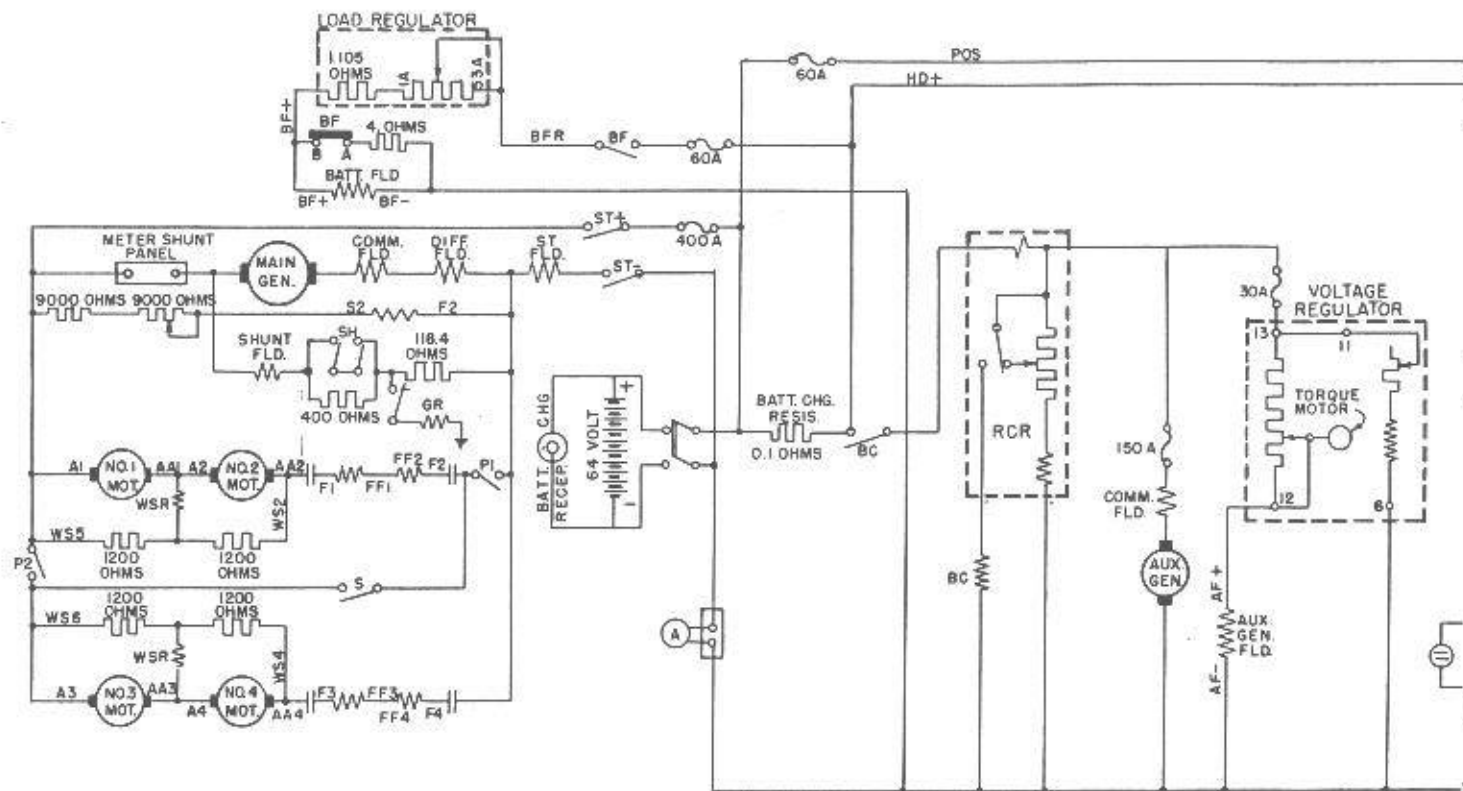 LOAD REGULATOR
1.105
OHMS
1A
53A
BF+
BF
B A
4 OHMS
BATT. FLD
BF+ BF-
BFR
BF
60A
60A
POS
HD+
ST+
400A
METER SHUNT
PANEL
MAIN
GEN.
COMM.
FLD.
DIFF.
FLD.
ST
FLD.
ST-
9000 OHMS 9000 OHMS
S2 F2
SHUNT
FLD.
SH
118.4
OHMS
400 OHMS
GR
BATT. CHG
RECEP.
64 VOLT
+
-
BATT. CHG.
RESIS.
0.1 OHMS
BC
RCR
BC
30A
VOLTAGE
REGULATOR
13
11
TORQUE
MOTOR
12
6
150A
COMM.
FLD.
AUX.
GEN.
AF+
AUX.
GEN.
FLD.
AF-
A1
NO.1
MOT.
AA1
A2
NO.2
MOT.
AA2
F1
FF1
FF2
F2
P1
WSR
WS2
WS5
1200
OHMS
1200
OHMS
P2
S
1200
OHMS
1200
OHMS
WS6
WSR
WS4
A3
NO.3
MOT.
AA3
A4
NO.4
MOT.
AA4
F3
FF3
FF4
F4
A